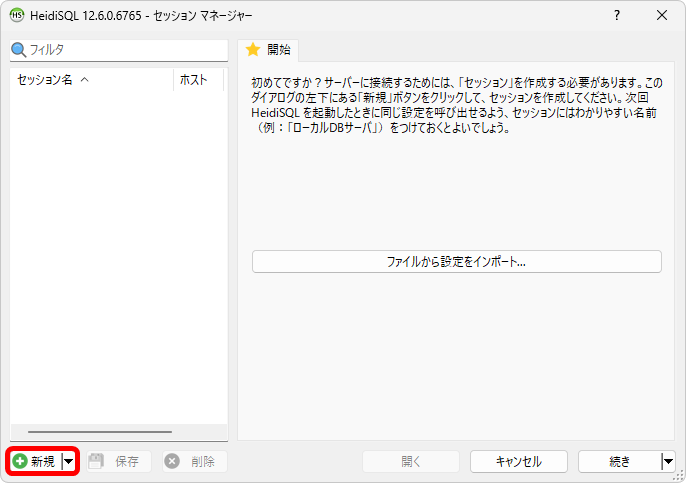 HeidiSQL 12.6.0.6765 - セッション マネージャー
フィルタ
セッション名 ホスト
開始
初めてですか？サーバーに接続するためには、「セッション」を作成する必要があります。この
ダイアログの左下にある「新規」ボタンをクリックして、セッションを作成してください。次回
HeidiSQL を起動したときに同じ設定を呼び出せるよう、セッションにはわかりやすい名前
（例：「ローカルDBサーバ」）をつけておくとよいでしょう。
ファイルから設定をインポート...
新規 保存 削除 開く キャンセル 続き